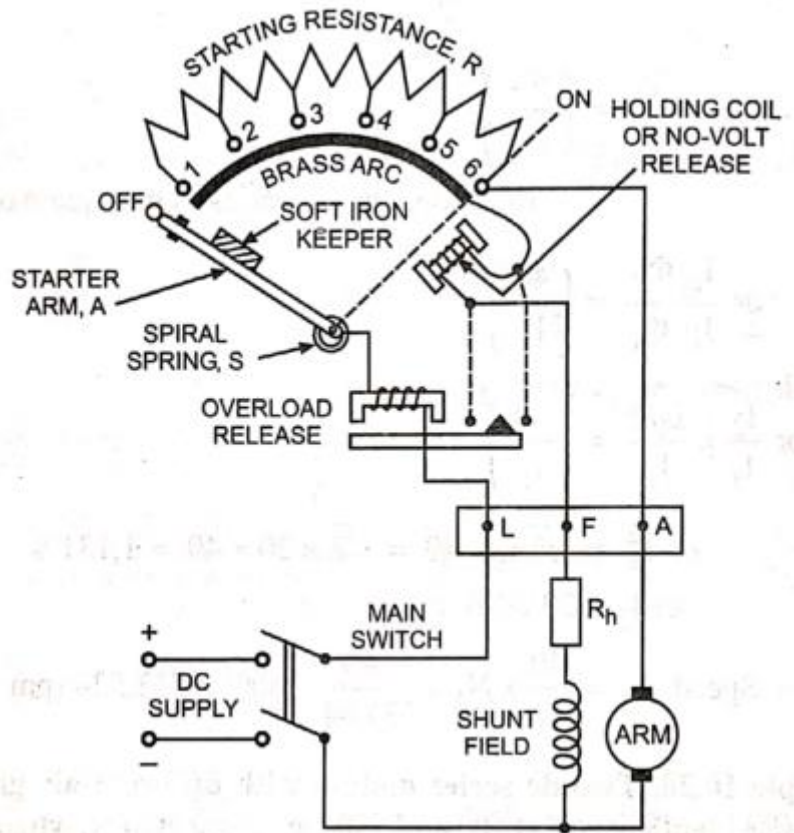 STARTING RESISTANCE, R
ON
HOLDING COIL
OR NO-VOLT
RELEASE
1
2
3
4
5
6
BRASS ARC
OFF
SOFT IRON
KEEPER
STARTER
ARM, A
SPIRAL
SPRING, S
OVERLOAD
RELEASE
L
F
A
MAIN
SWITCH
Rh
+
DC
SUPPLY
–
SHUNT
FIELD
ARM